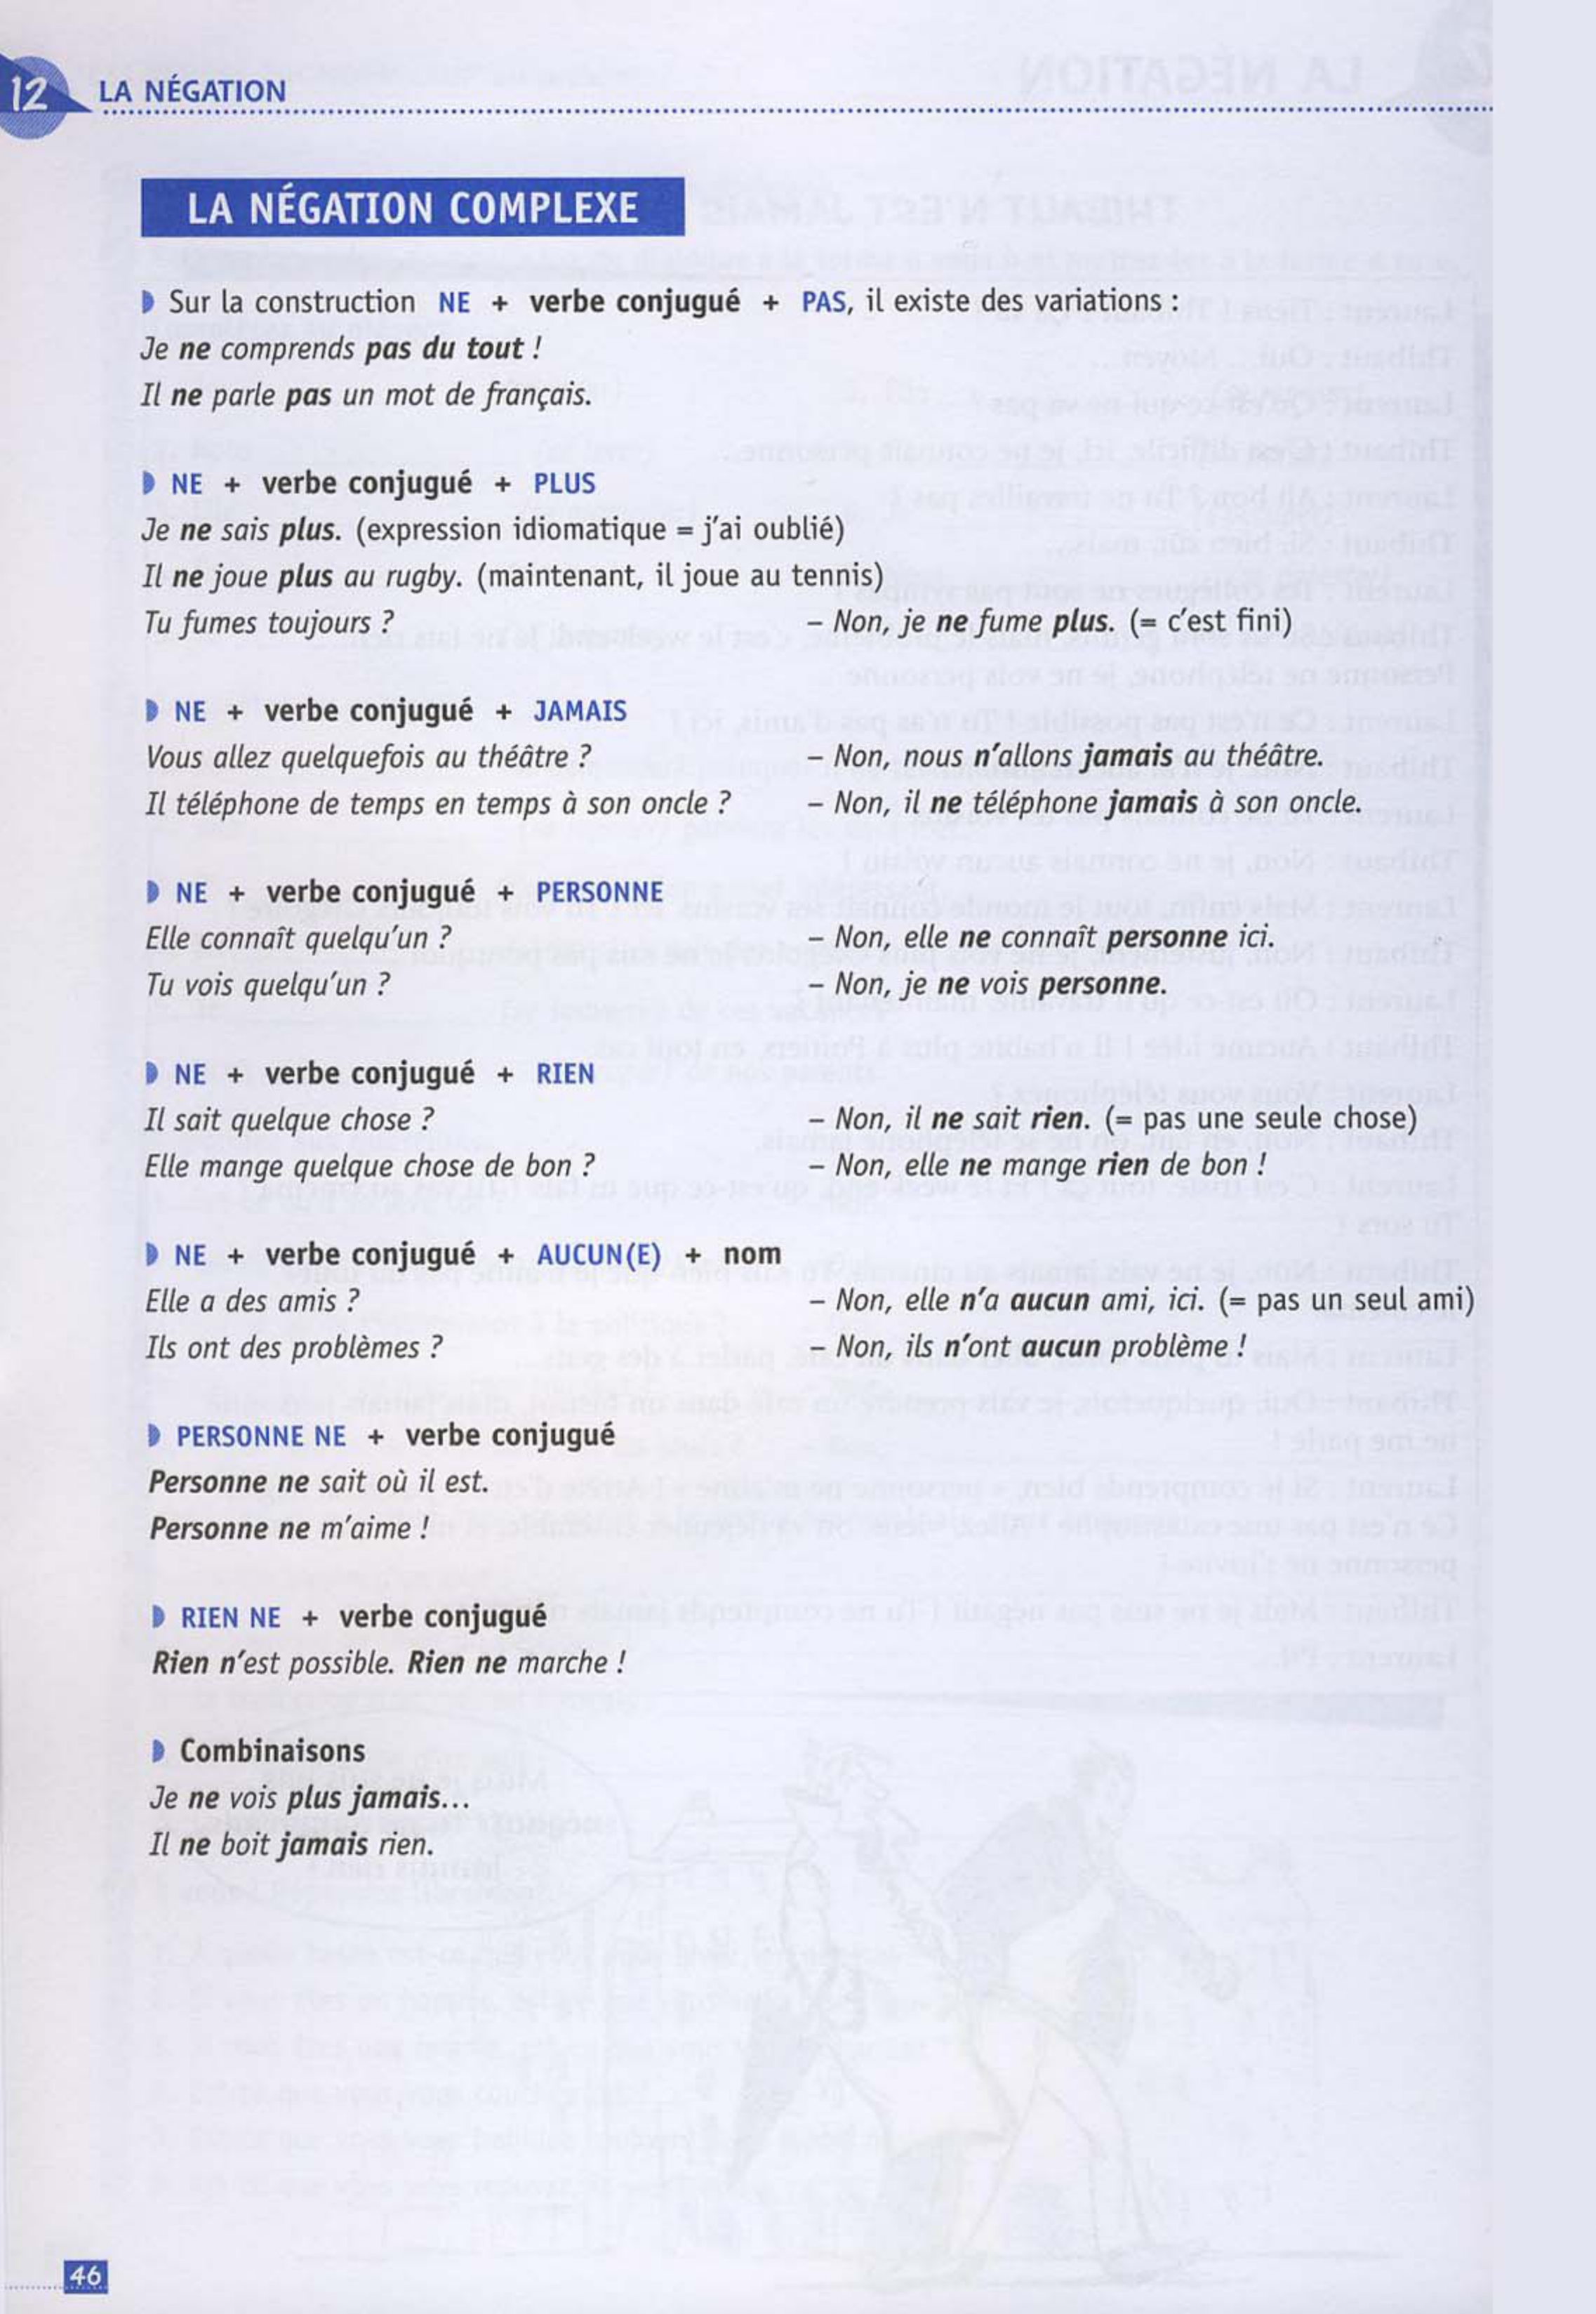 12 LA NÉGATION
LA NÉGATION COMPLEXE
Sur la construction NE + verbe conjugué + PAS, il existe des variations :
Je ne comprends pas du tout !
Il ne parle pas un mot de français.
NE + verbe conjugué + PLUS
Je ne sais plus. (expression idiomatique = j'ai oublié)
Il ne joue plus au rugby. (maintenant, il joue au tennis)
Tu fumes toujours ? – Non, je ne fume plus. (= c'est fini)
NE + verbe conjugué + JAMAIS
Vous allez quelquefois au théâtre ? – Non, nous n'allons jamais au théâtre.
Il téléphone de temps en temps à son oncle ? – Non, il ne téléphone jamais à son oncle.
NE + verbe conjugué + PERSONNE
Elle connaît quelqu'un ? – Non, elle ne connaît personne ici.
Tu vois quelqu'un ? – Non, je ne vois personne.
NE + verbe conjugué + RIEN
Il sait quelque chose ? – Non, il ne sait rien. (= pas une seule chose)
Elle mange quelque chose de bon ? – Non, elle ne mange rien de bon !
NE + verbe conjugué + AUCUN(E) + nom
Elle a des amis ? – Non, elle n'a aucun ami, ici. (= pas un seul ami)
Ils ont des problèmes ? – Non, ils n'ont aucun problème !
PERSONNE NE + verbe conjugué
Personne ne sait où il est.
Personne ne m'aime !
RIEN NE + verbe conjugué
Rien n'est possible. Rien ne marche !
Combinaisons
Je ne vois plus jamais...
Il ne boit jamais rien.
46